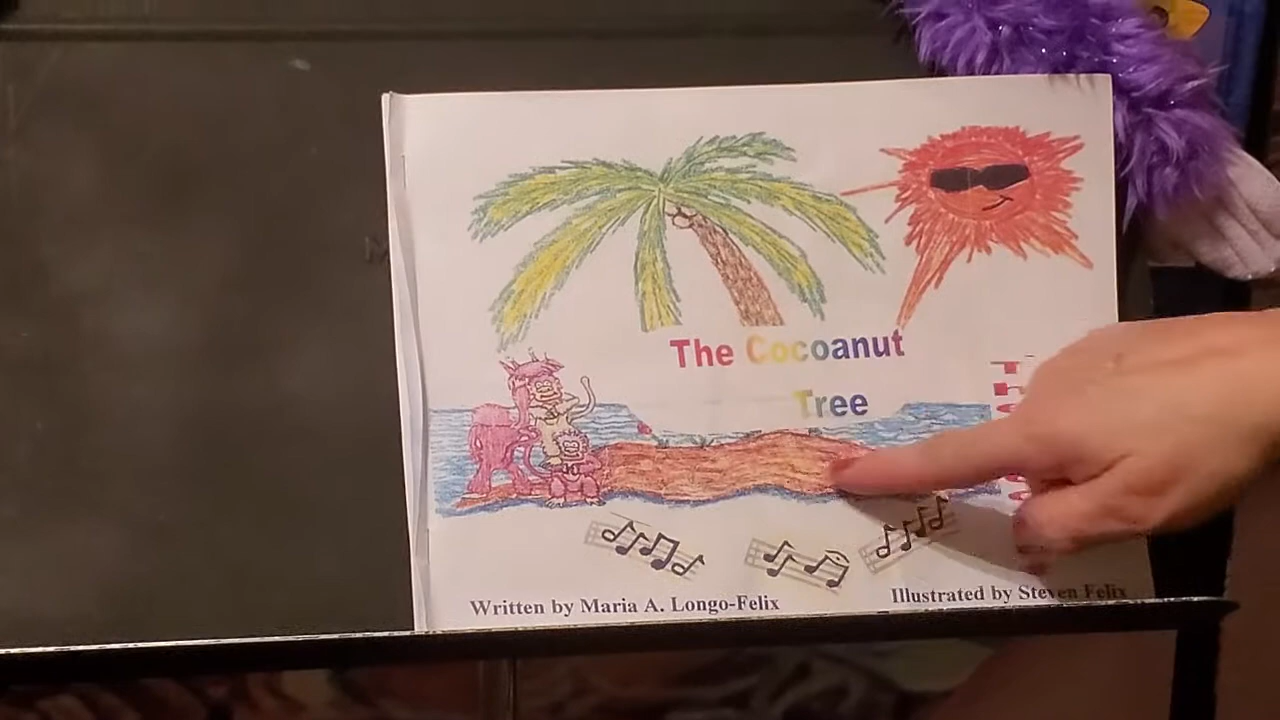 The Cocoanut
Tree
Written by Maria A. Longo-Felix
Illustrated by Steven Felix